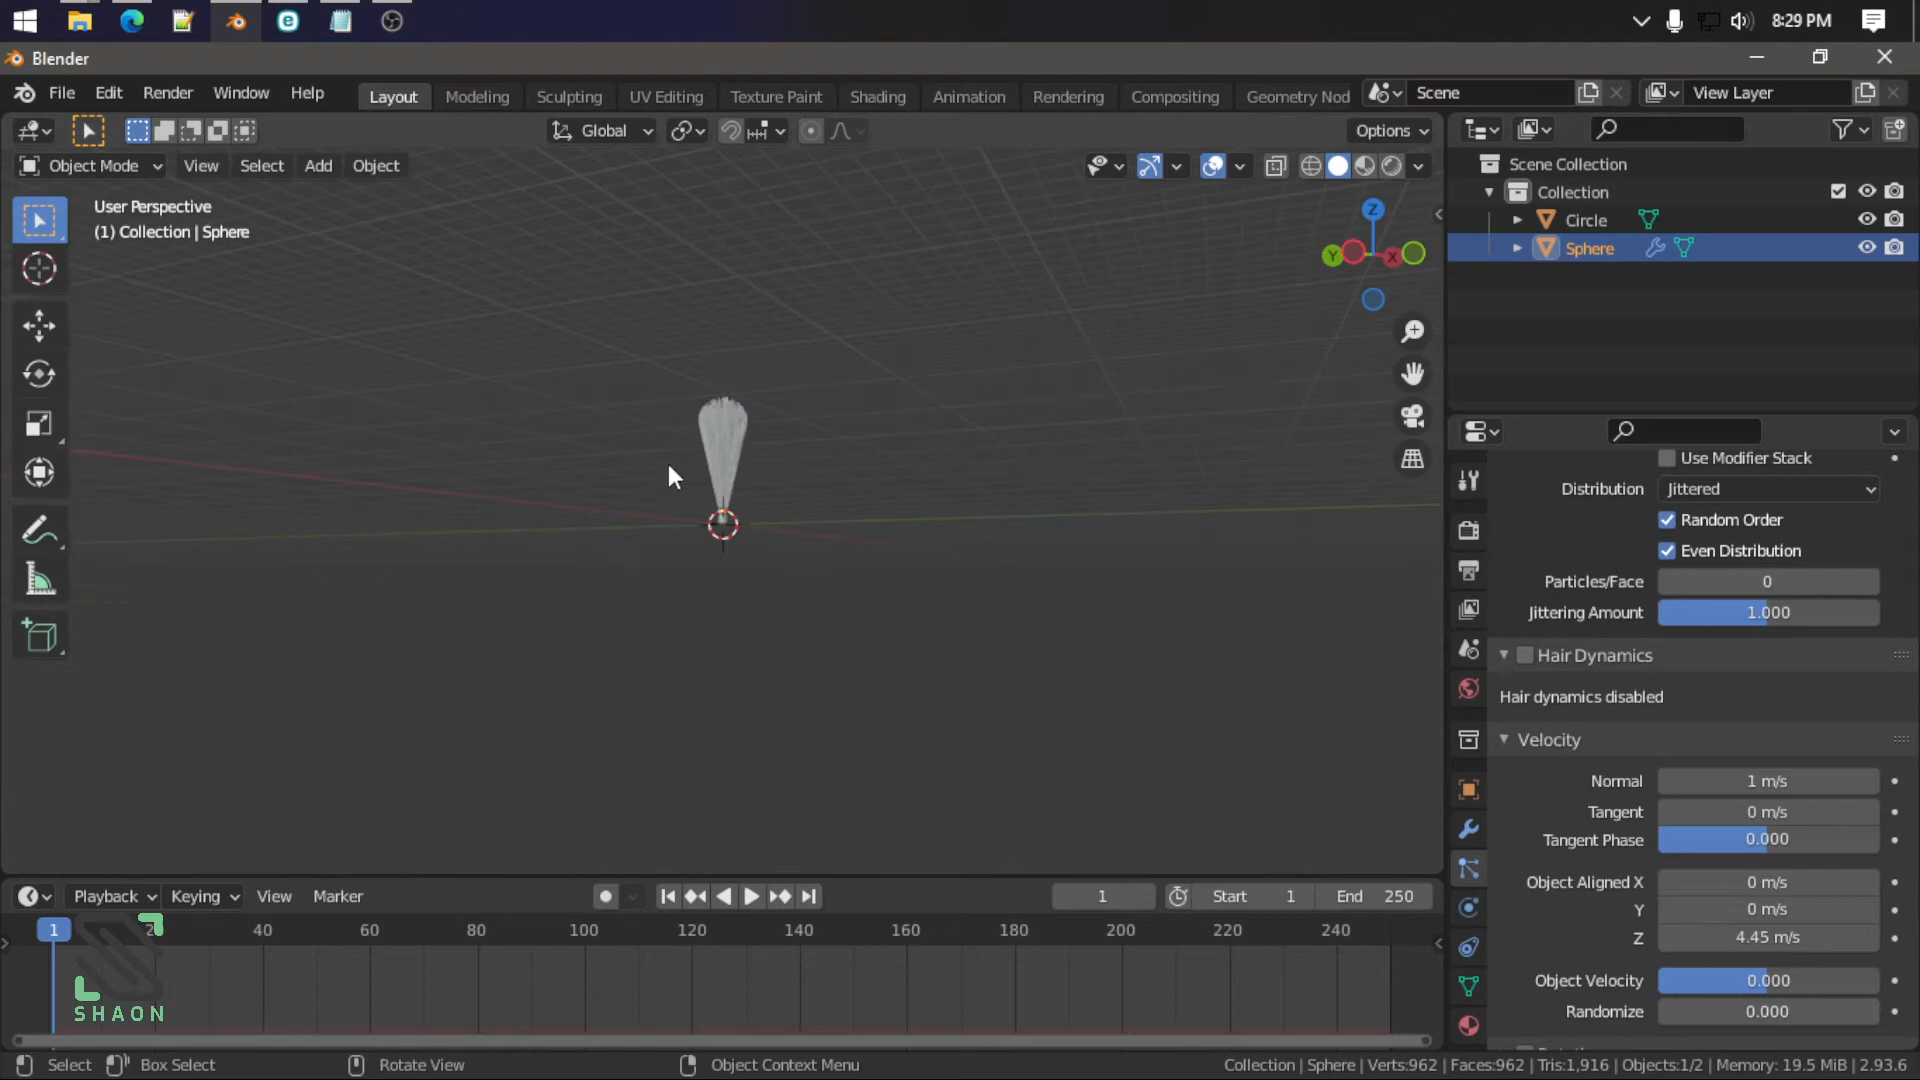 8:29 PM
Blender
File Edit Render Window Help Layout Modeling Sculpting UV Editing Texture Paint Shading Animation Rendering Compositing Geometry Nod Scene View Layer
Global Options
Object Mode View Select Add Object
User Perspective
(1) Collection | Sphere
Z
Y
X
Scene Collection
Collection
Circle
Sphere
Use Modifier Stack
Distribution Jittered
Random Order
Even Distribution
Particles/Face 0
Jittering Amount 1.000
Hair Dynamics
Hair dynamics disabled
Velocity
Normal 1 m/s
Tangent 0 m/s
Tangent Phase 0.000
Object Aligned X 0 m/s
Y 0 m/s
Z 4.45 m/s
Object Velocity 0.000
Randomize 0.000
Playback Keying View Marker 1 Start 1 End 250
1 40 60 80 100 120 140 160 180 200 220 240
SHAON
Select Box Select Rotate View Object Context Menu Collection | Sphere | Verts:962 | Faces:962 | Tris:1,916 | Objects:1/2 | Memory: 19.5 MiB | 2.93.6